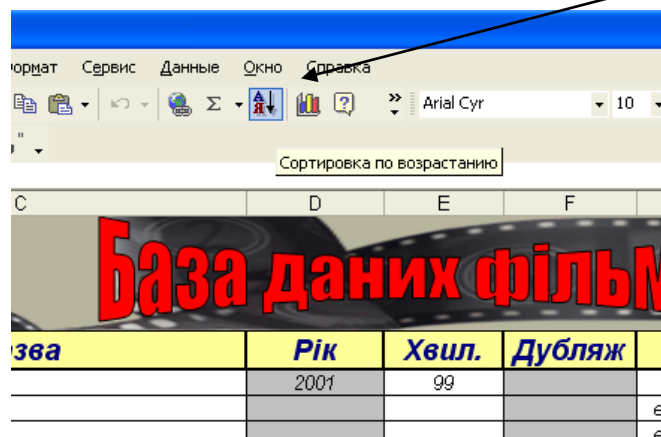 ормат Сервис Данные Окно Справка
Σ А Я ? » Arial Cyr 10
"
Сортировка по возрастанию
C D E F
База даних фільм
зва Рік Хвил. Дубляж
2001 99